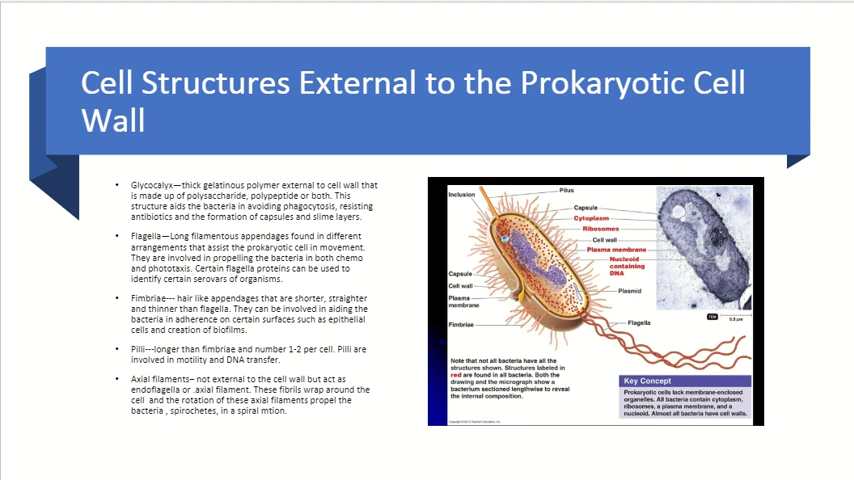 Cell Structures External to the Prokaryotic Cell
Wall
• Glycocalyx—thick gelatinous polymer external to cell wall that
is made up of polysaccharide, polypeptide or both. This
structure aids the bacteria in avoiding phagocytosis, resisting
antibiotics and the formation of capsules and slime layers.
• Flagella—Long filamentous appendages found in different
arrangements that assist the prokaryotic cell in movement.
They are involved in propelling the bacteria in both chemo
and phototaxis. Certain flagella proteins can be used to
identify certain serovars of organisms.
• Fimbriae--- hair like appendages that are shorter, straighter
and thinner than flagella. They can be involved in aiding the
bacteria in adherence on certain surfaces such as epithelial
cells and creation of biofilms.
• Pilli---longer than fimbriae and number 1-2 per cell. Pilli are
involved in motility and DNA transfer.
• Axial filaments– not external to the cell wall but act as
endoflagella or .axial filament. These fibrils wrap around the
cell and the rotation of these axial filaments propel the
bacteria , spirochetes, in a spiral mtion.
Pilus
Inclusion
Capsule
Cytoplasm
Ribosomes
Cell wall
Plasma membrane
Nucleoid
containing
DNA
Plasmid
Capsule
Cell wall
Plasma
membrane
Fimbriae
Flagella
TEM
0.5 µm
Note that not all bacteria have all the
structures shown. Structures labeled in
red are found in all bacteria. Both the
drawing and the micrograph show a
bacterium sectioned lengthwise to reveal
the internal composition.
Key Concept
Prokaryotic cells lack membrane-enclosed
organelles. All bacteria contain cytoplasm,
ribosomes, a plasma membrane, and a
nucleoid. Almost all bacteria have cell walls.